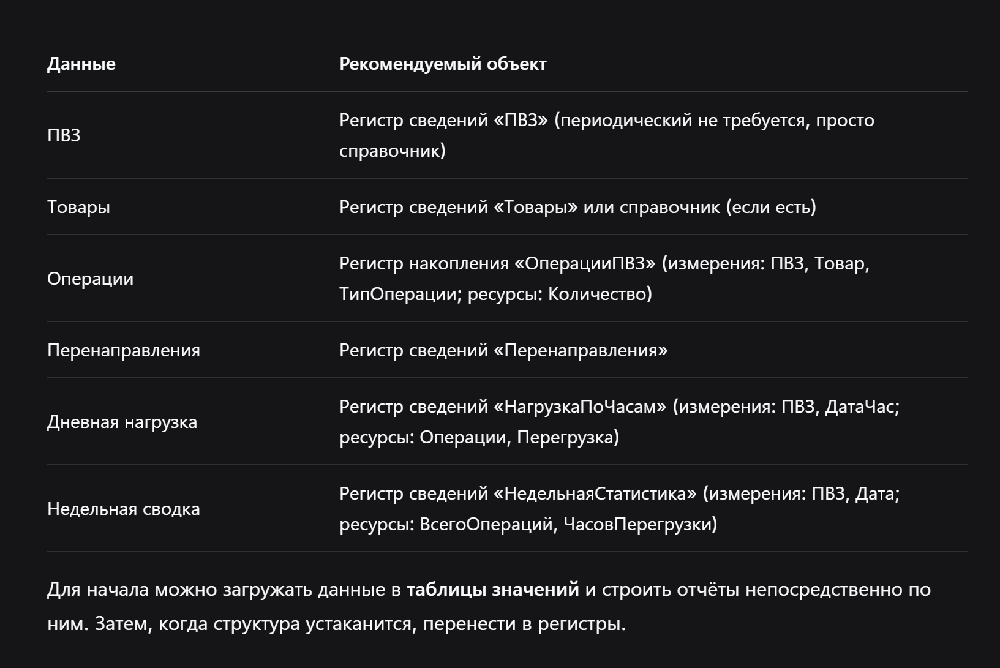 Данные
Рекомендуемый объект
ПВЗ
Регистр сведений «ПВЗ» (периодический не требуется, просто
справочник)
Товары
Регистр сведений «Товары» или справочник (если есть)
Операции
Регистр накопления «ОперацииПВЗ» (измерения: ПВЗ, Товар,
ТипОперации; ресурсы: Количество)
Перенаправления
Регистр сведений «Перенаправления»
Дневная нагрузка
Регистр сведений «НагрузкаПоЧасам» (измерения: ПВЗ, ДатаЧас;
ресурсы: Операции, Перегрузка)
Недельная сводка
Регистр сведений «НедельнаяСтатистика» (измерения: ПВЗ, Дата;
ресурсы: ВсегоОпераций, ЧасовПерегрузки)
Для начала можно загружать данные в таблицы значений и строить отчёты непосредственно по
ним. Затем, когда структура устаканится, перенести в регистры.